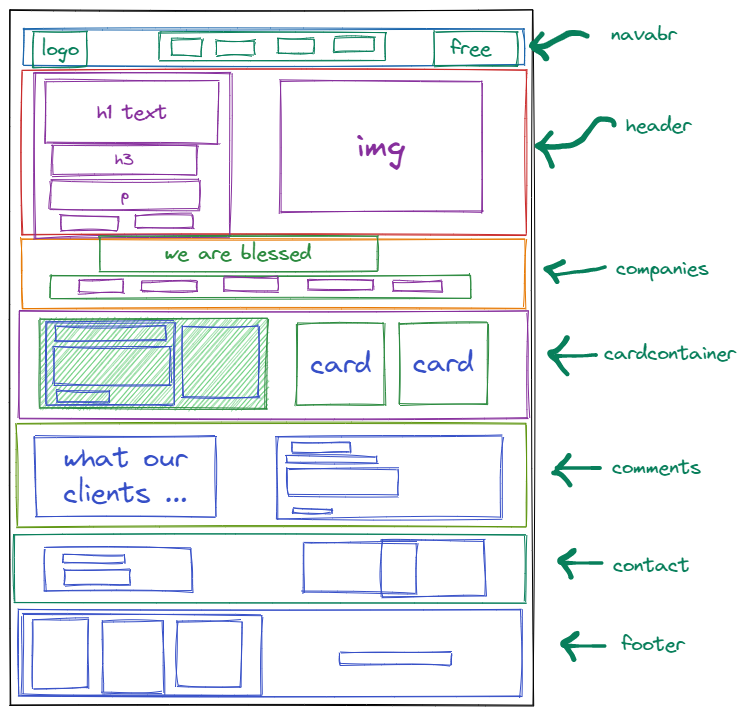 logo
free
navabr
h1 text
h3
p
img
header
we are blessed
companies
card
card
cardcontainer
what our
clients ...
comments
contact
footer